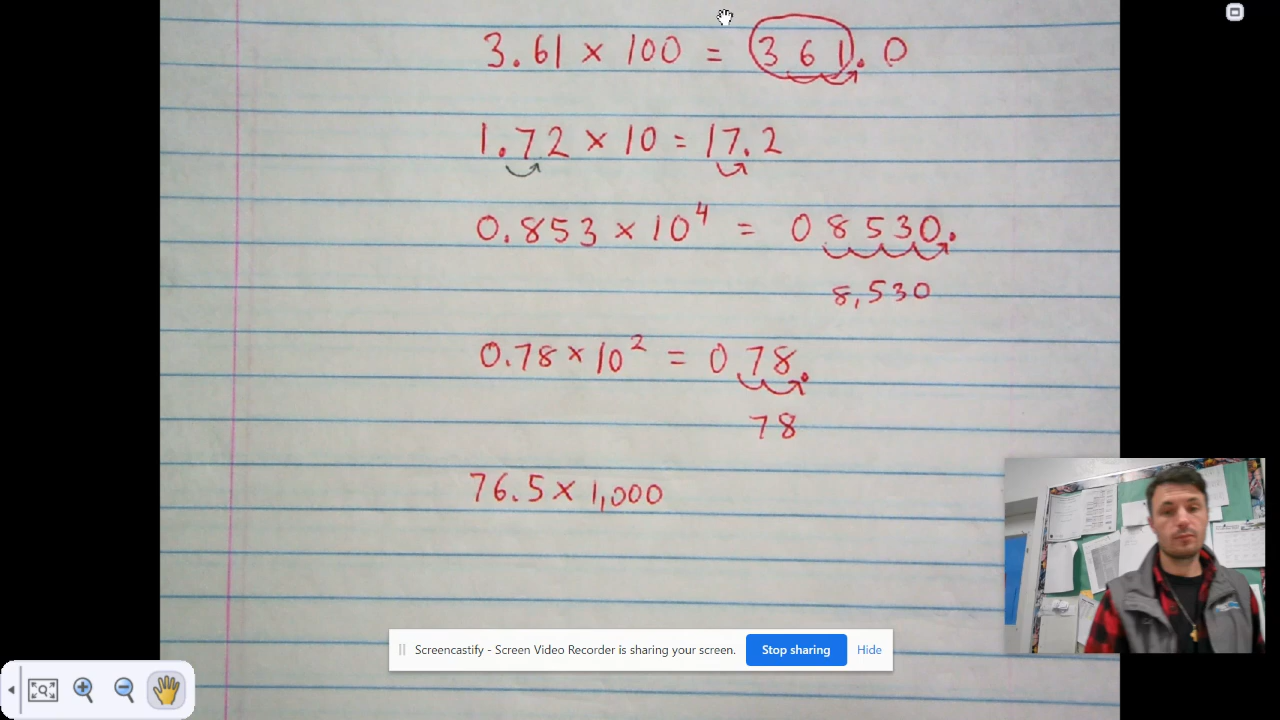 3.61 × 100 = 361.0
1.72 × 10 = 17.2
0.853 × 10⁴ = 08530.
8,530
0.78 × 10² = 078.
78
76.5 × 1,000
Screencastify - Screen Video Recorder is sharing your screen. Stop sharing Hide